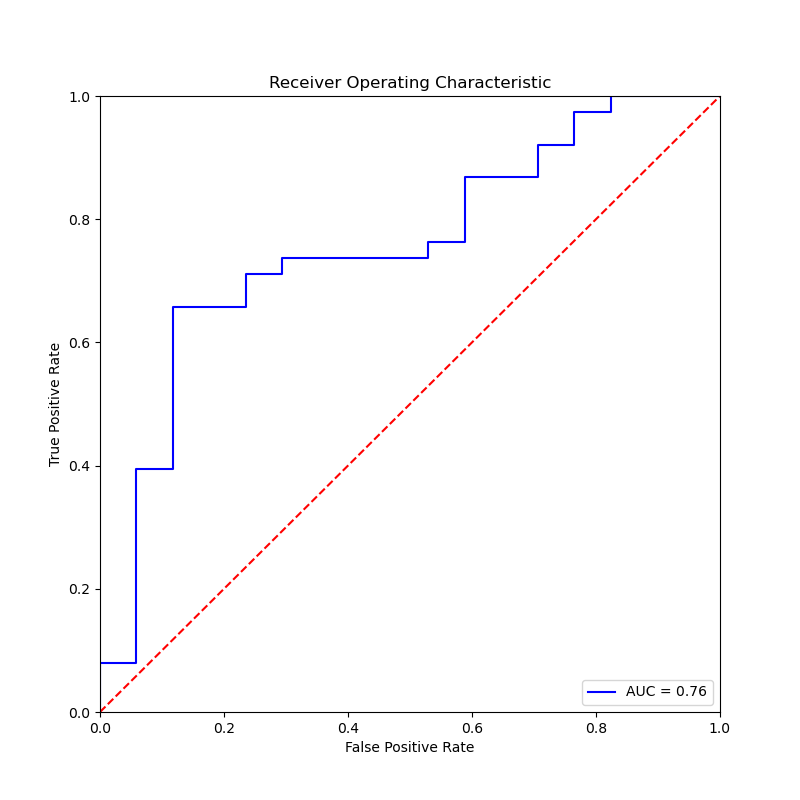 Receiver Operating Characteristic
1.0
0.8
0.6
0.4
0.2
0.0
True Positive Rate
AUC = 0.76
0.0 0.2 0.4 0.6 0.8 1.0
False Positive Rate